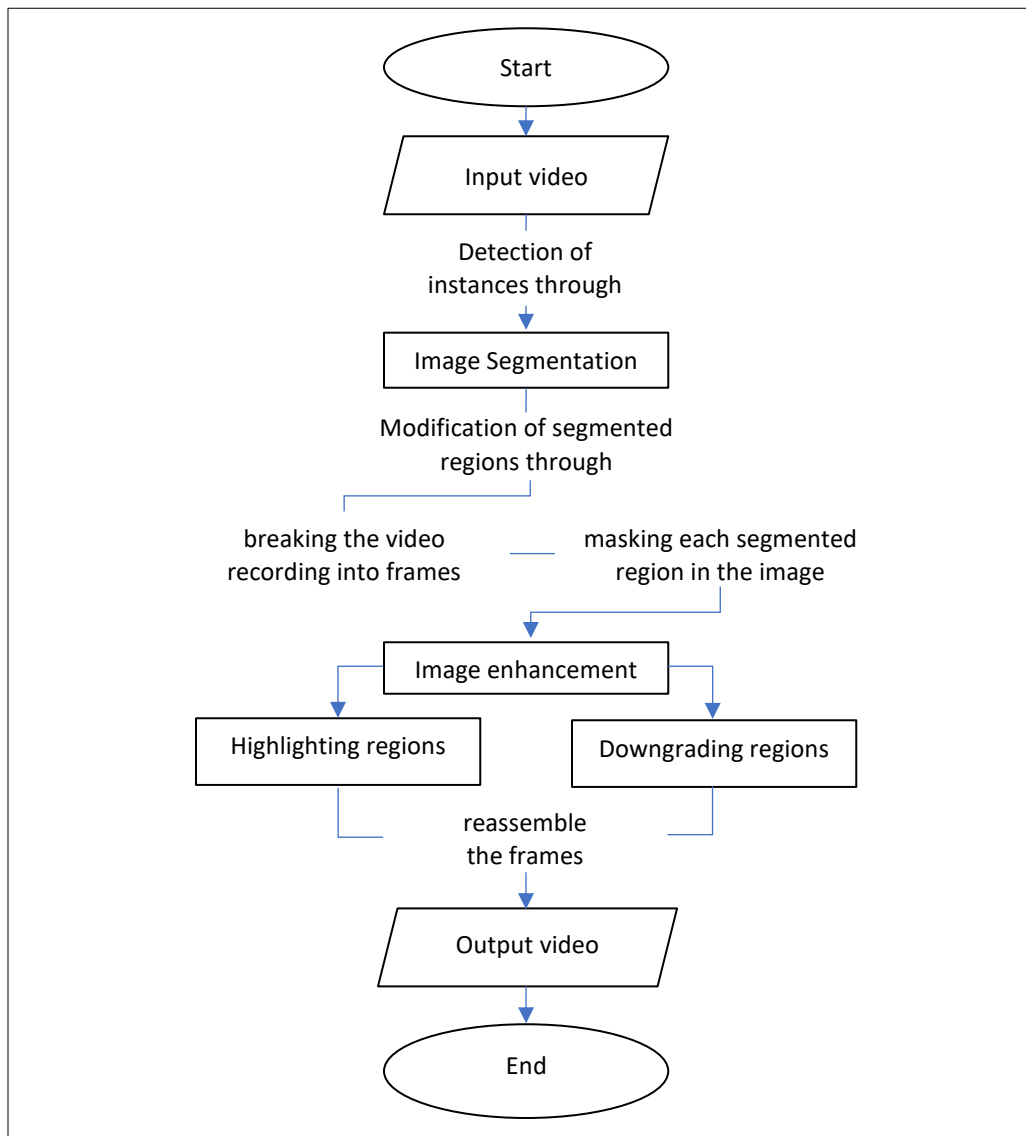 Start
Input video
Detection of
instances through
Image Segmentation
Modification of segmented
regions through
breaking the video
recording into frames
masking each segmented
region in the image
Image enhancement
Highlighting regions
Downgrading regions
reassemble
the frames
Output video
End